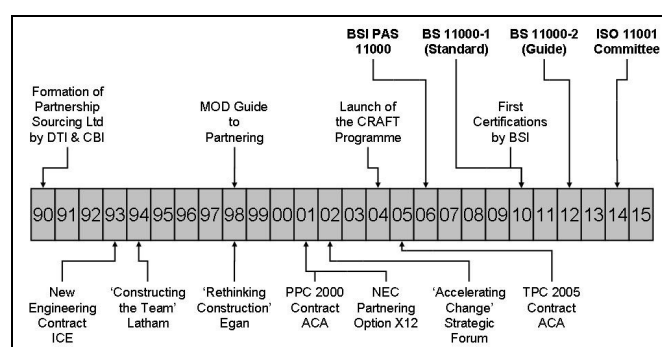 BSI PAS
11000
BS 11000-1
(Standard)
BS 11000-2
(Guide)
ISO 11001
Committee
Formation of
Partnership
Sourcing Ltd
by DTI & CBI
MOD Guide
to
Partnering
Launch of
the CRAFT
Programme
First
Certifications
by BSI
90 91 92 93 94 95 96 97 98 99 00 01 02 03 04 05 06 07 08 09 10 11 12 13 14 15
New
Engineering
Contract
ICE
‘Constructing
the Team’
Latham
‘Rethinking
Construction’
Egan
PPC 2000
Contract
ACA
NEC
Partnering
Option X12
‘Accelerating
Change’
Strategic
Forum
TPC 2005
Contract
ACA